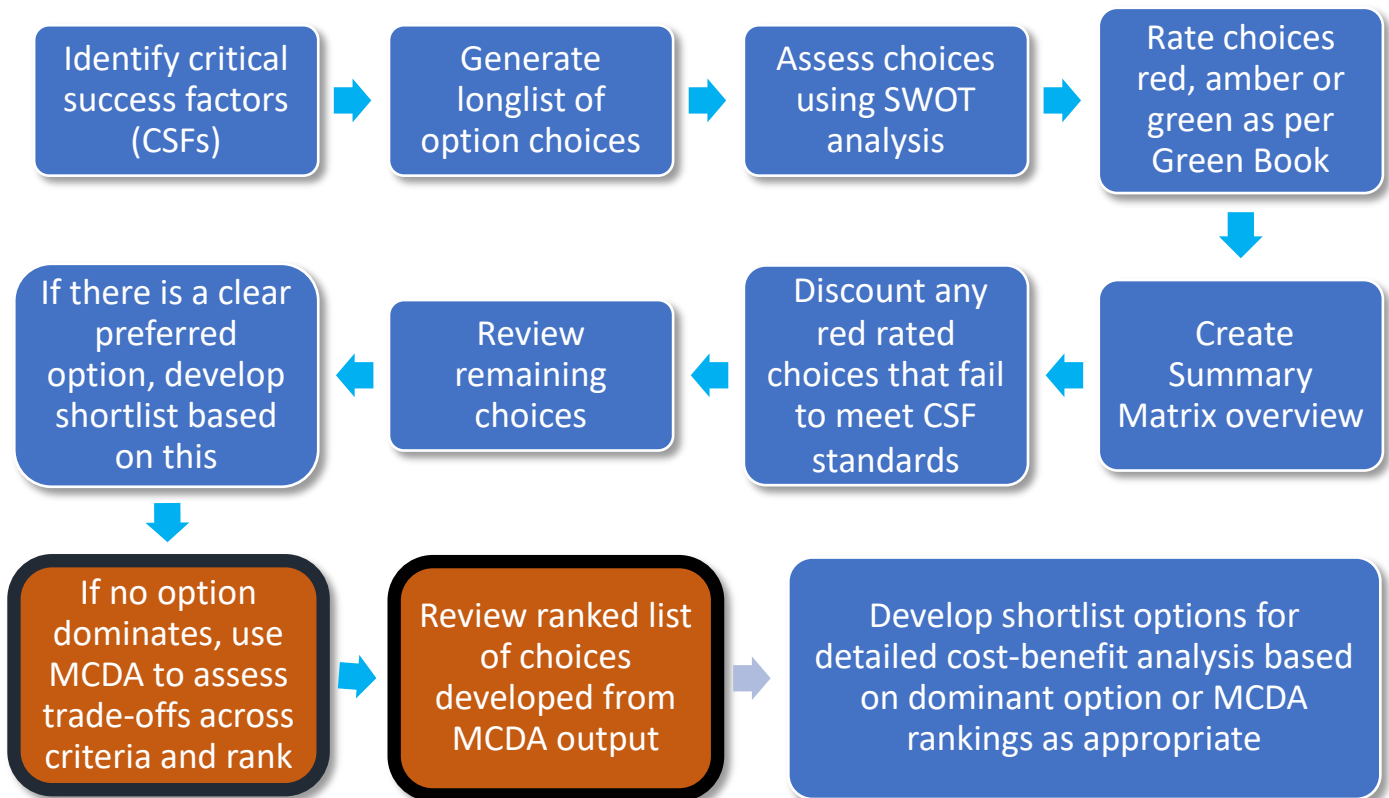 Identify critical
success factors
(CSFs)
Generate
longlist of
option choices
Assess choices
using SWOT
analysis
Rate choices
red, amber or
green as per
Green Book
If there is a clear
preferred
option, develop
shortlist based
on this
Review
remaining
choices
Discount any
red rated
choices that fail
to meet CSF
standards
Create
Summary
Matrix overview
If no option
dominates, use
MCDA to assess
trade-offs across
criteria and rank
Review ranked list
of choices
developed from
MCDA output
Develop shortlist options for
detailed cost-benefit analysis based
on dominant option or MCDA
rankings as appropriate